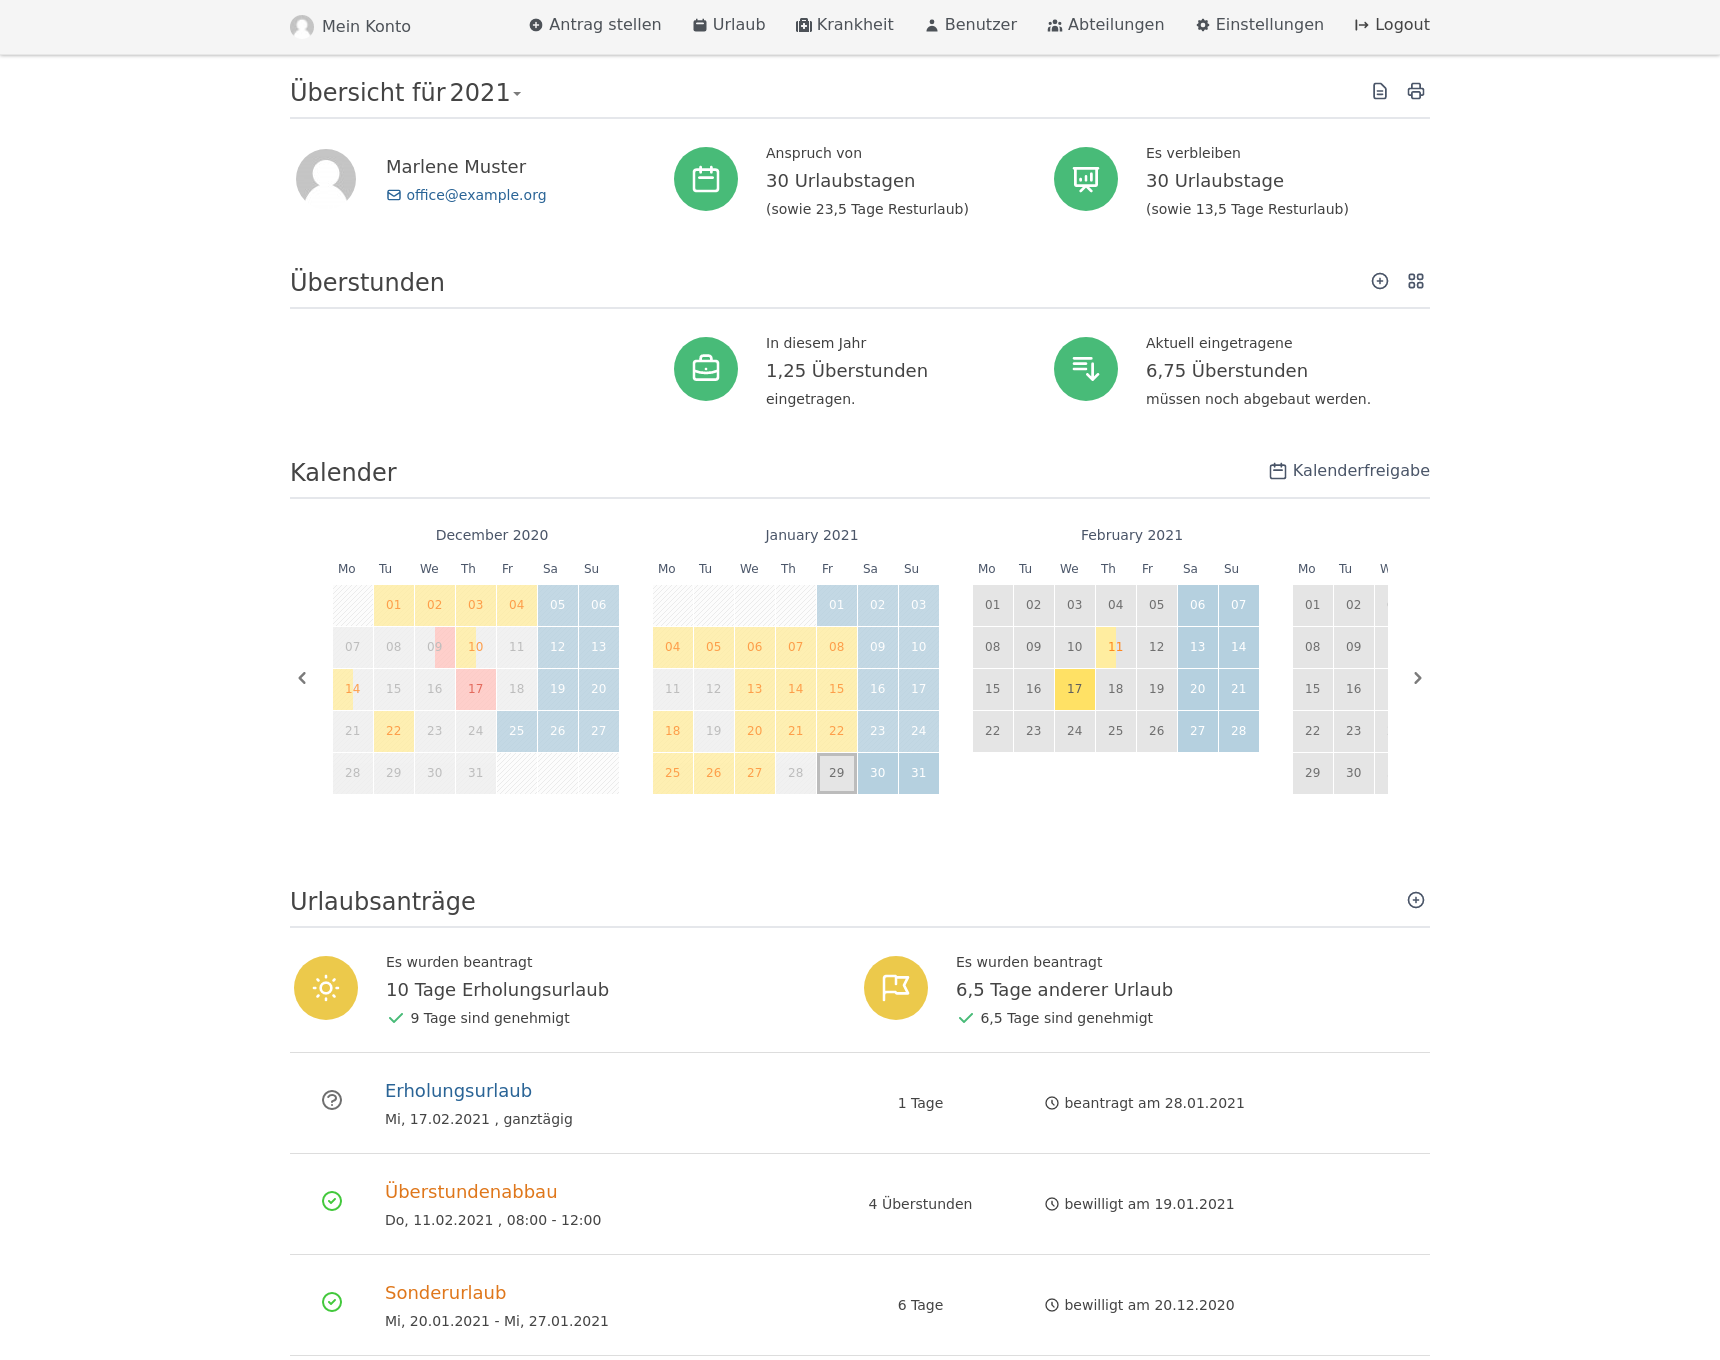 Mein Konto Antrag stellen Urlaub Krankheit Benutzer Abteilungen Einstellungen Logout
Übersicht für 2021
Marlene Muster
office@example.org
Anspruch von
30 Urlaubstagen
(sowie 23,5 Tage Resturlaub)
Es verbleiben
30 Urlaubstage
(sowie 13,5 Tage Resturlaub)
Überstunden
In diesem Jahr
1,25 Überstunden
eingetragen.
Aktuell eingetragene
6,75 Überstunden
müssen noch abgebaut werden.
Kalender
Kalenderfreigabe
December 2020
Mo Tu We Th Fr Sa Su
01 02 03 04 05 06
07 08 09 10 11 12 13
14 15 16 17 18 19 20
21 22 23 24 25 26 27
28 29 30 31
January 2021
Mo Tu We Th Fr Sa Su
01 02 03
04 05 06 07 08 09 10
11 12 13 14 15 16 17
18 19 20 21 22 23 24
25 26 27 28 29 30 31
February 2021
Mo Tu We Th Fr Sa Su
01 02 03 04 05 06 07
08 09 10 11 12 13 14
15 16 17 18 19 20 21
22 23 24 25 26 27 28
Mo Tu
01 02
08 09
15 16
22 23
29 30
Urlaubsanträge
Es wurden beantragt
10 Tage Erholungsurlaub
9 Tage sind genehmigt
Es wurden beantragt
6,5 Tage anderer Urlaub
6,5 Tage sind genehmigt
Erholungsurlaub
Mi, 17.02.2021 , ganztägig
1 Tage
beantragt am 28.01.2021
Überstundenabbau
Do, 11.02.2021 , 08:00 - 12:00
4 Überstunden
bewilligt am 19.01.2021
Sonderurlaub
Mi, 20.01.2021 - Mi, 27.01.2021
6 Tage
bewilligt am 20.12.2020